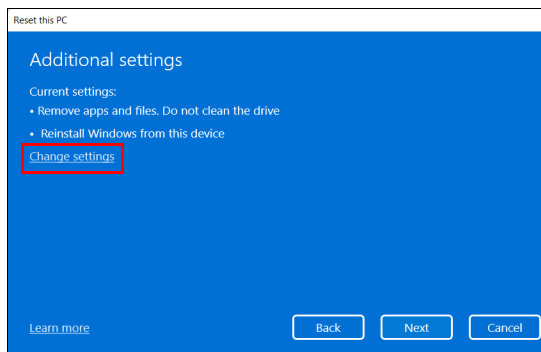 Reset this PC
Additional settings
Current settings:
• Remove apps and files. Do not clean the drive
• Reinstall Windows from this device
Change settings
Learn more
Back
Next
Cancel